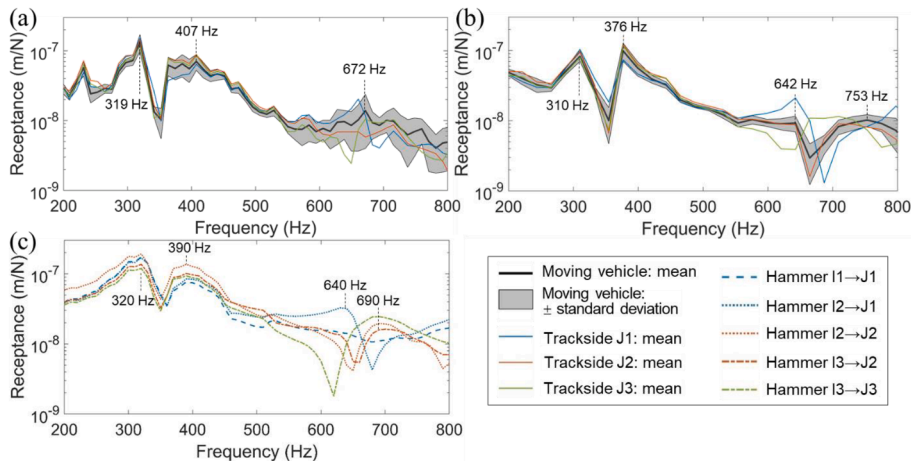 (a)
Receptance (m/N)
10⁻⁷
10⁻⁸
10⁻⁹
407 Hz
319 Hz
672 Hz
200 300 400 500 600 700 800
Frequency (Hz)
(b)
Receptance (m/N)
10⁻⁷
10⁻⁸
10⁻⁹
376 Hz
310 Hz
642 Hz
753 Hz
200 300 400 500 600 700 800
Frequency (Hz)
(c)
Receptance (m/N)
10⁻⁷
10⁻⁸
10⁻⁹
390 Hz
320 Hz
640 Hz
690 Hz
200 300 400 500 600 700 800
Frequency (Hz)
Moving vehicle: mean
Moving vehicle:
± standard deviation
Trackside J1: mean
Trackside J2: mean
Trackside J3: mean
Hammer I1→J1
Hammer I2→J1
Hammer I2→J2
Hammer I3→J2
Hammer I3→J3